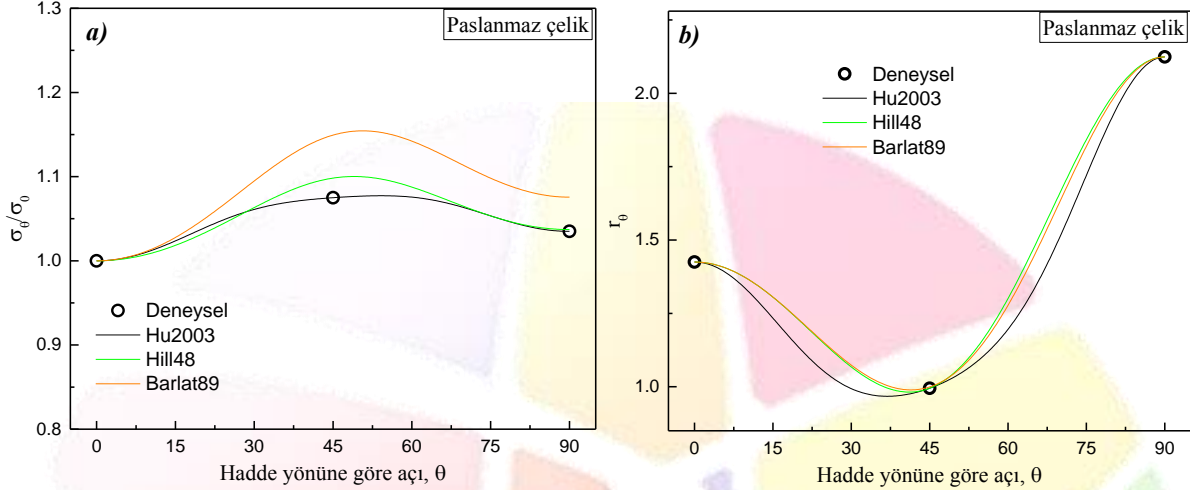 a)
Paslanmaz çelik
1.3
1.2
1.1
1.0
0.9
0.8
σθ/σ0
Deneysel
Hu2003
Hill48
Barlat89
0 15 30 45 60 75 90
Hadde yönüne göre açı, θ
b)
Paslanmaz çelik
Deneysel
Hu2003
Hill48
Barlat89
2.0
1.5
1.0
rθ
0 15 30 45 60 75 90
Hadde yönüne göre açı, θ